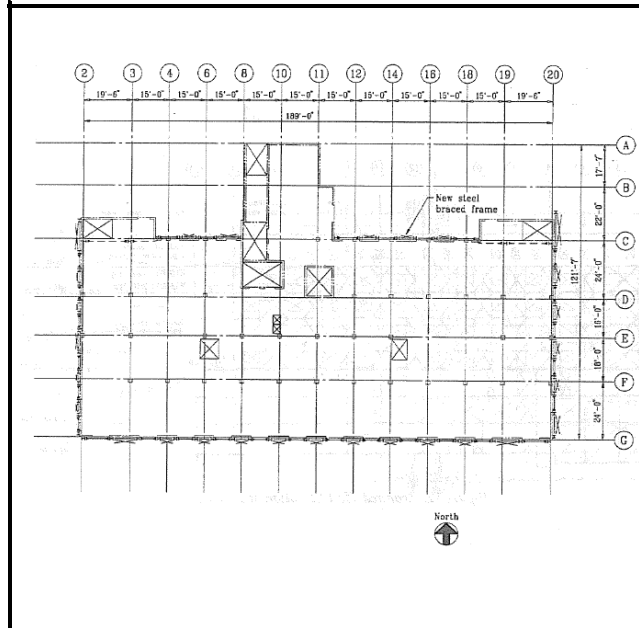 2 3 4 6 8 10 11 12 14 16 18 19 20
19'-6" 15'-0" 15'-0" 15'-0" 15'-0" 15'-0" 15'-0" 15'-0" 15'-0" 15'-0" 15'-0" 19'-6"
189'-0"
A
17'-7"
B
New steel
braced frame
22'-0"
C
121'-7"
24'-0"
D
16'-0"
E
18'-0"
F
24'-0"
G
North